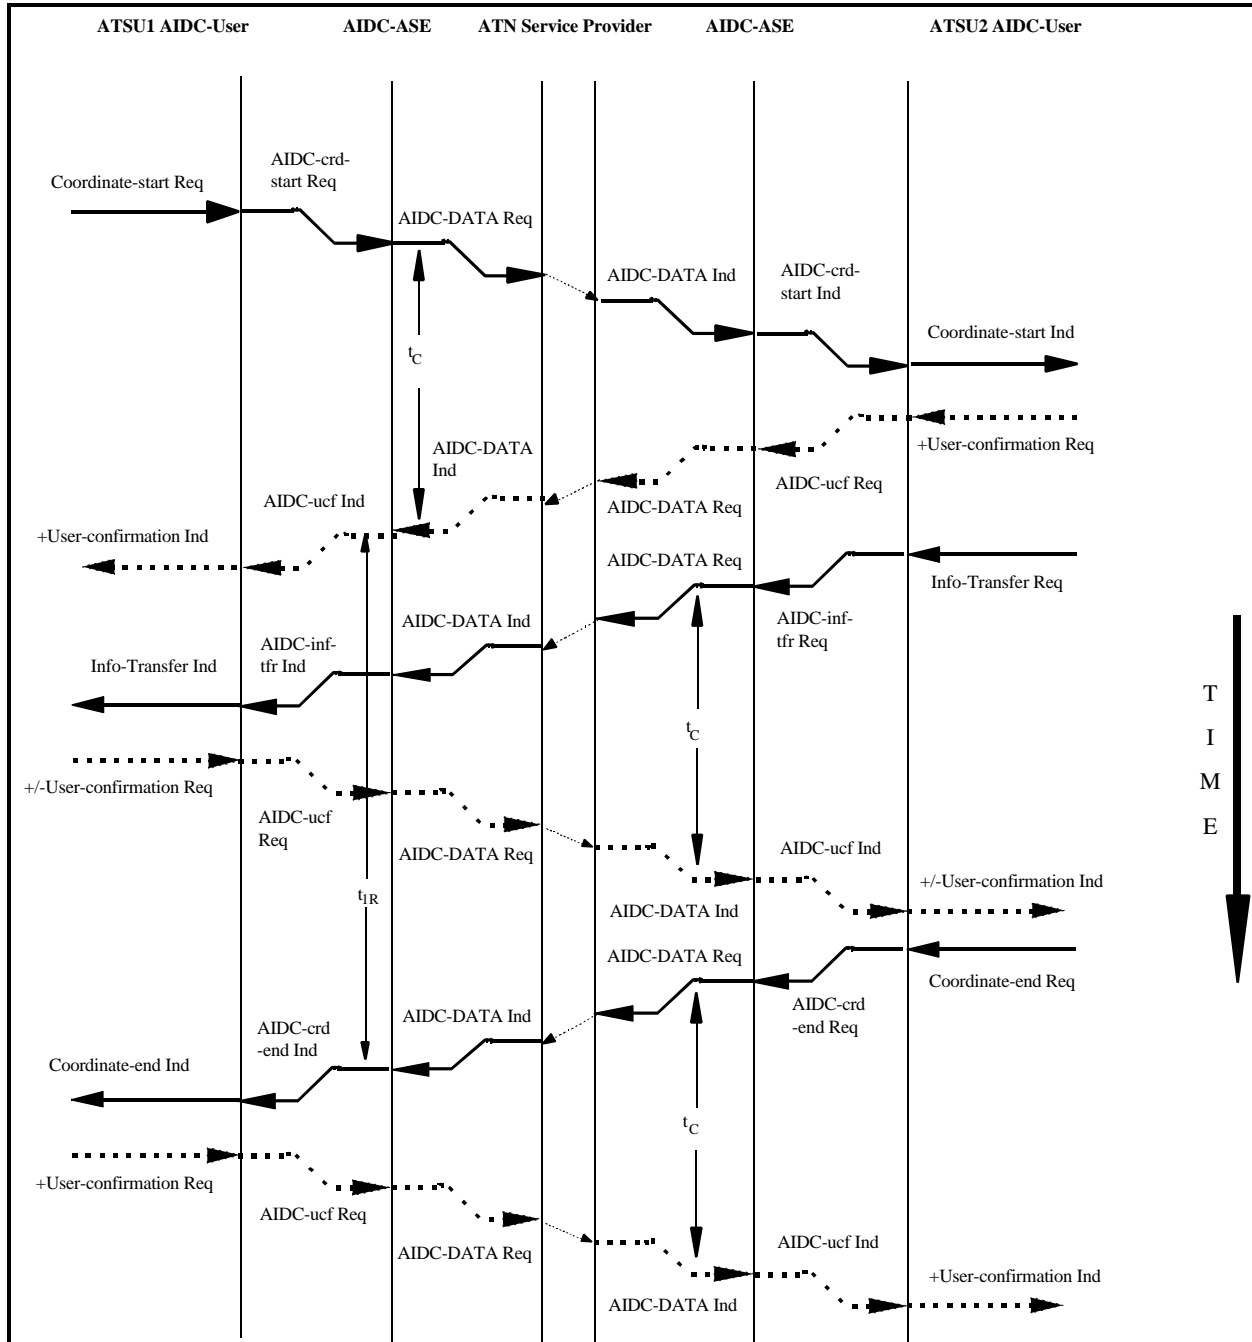 ATSU1 AIDC-User
AIDC-ASE
ATN Service Provider
AIDC-ASE
ATSU2 AIDC-User
Coordinate-start Req
AIDC-crd-
start Req
AIDC-DATA Req
AIDC-DATA Ind
AIDC-crd-
start Ind
Coordinate-start Ind
tC
+User-confirmation Req
AIDC-ucf Req
AIDC-DATA Req
AIDC-DATA
Ind
AIDC-ucf Ind
+User-confirmation Ind
Info-Transfer Req
AIDC-inf-
tfr Req
AIDC-DATA Req
AIDC-DATA Ind
AIDC-inf-
tfr Ind
Info-Transfer Ind
tC
T
I
M
E
+/-User-confirmation Req
AIDC-ucf
Req
AIDC-DATA Req
AIDC-DATA Ind
AIDC-ucf Ind
+/-User-confirmation Ind
t1R
Coordinate-end Req
AIDC-crd
-end Req
AIDC-DATA Req
AIDC-DATA Ind
AIDC-crd
-end Ind
Coordinate-end Ind
tC
+User-confirmation Req
AIDC-ucf Req
AIDC-DATA Req
AIDC-DATA Ind
AIDC-ucf Ind
+User-confirmation Ind